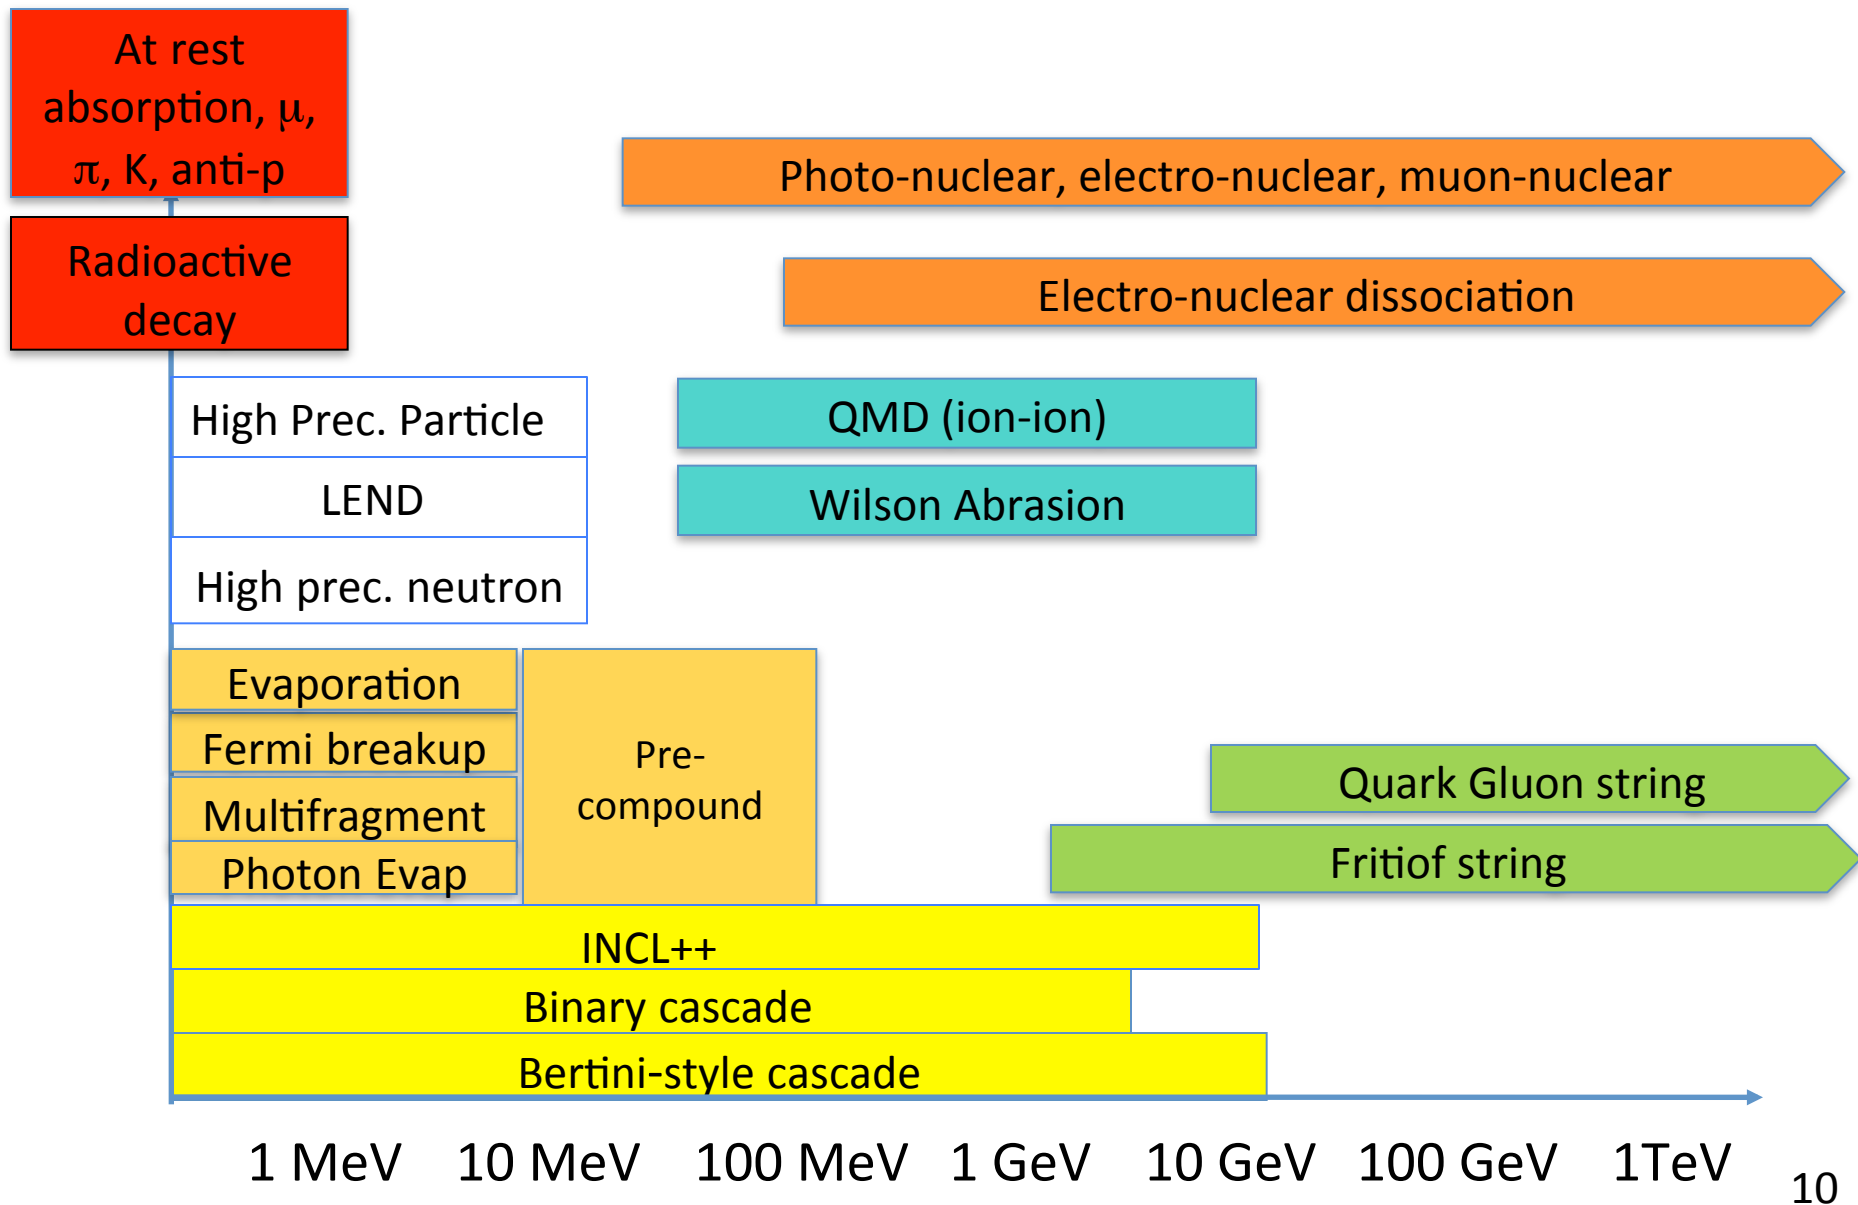 At rest
absorption, μ,
π, K, anti-p
Photo-nuclear, electro-nuclear, muon-nuclear
Radioactive
decay
Electro-nuclear dissociation
High Prec. Particle
QMD (ion-ion)
LEND
Wilson Abrasion
High prec. neutron
Evaporation
Fermi breakup
Multifragment
Photon Evap
Pre-
compound
Quark Gluon string
Fritiof string
INCL++
Binary cascade
Bertini-style cascade
1 MeV 10 MeV 100 MeV 1 GeV 10 GeV 100 GeV 1TeV
10